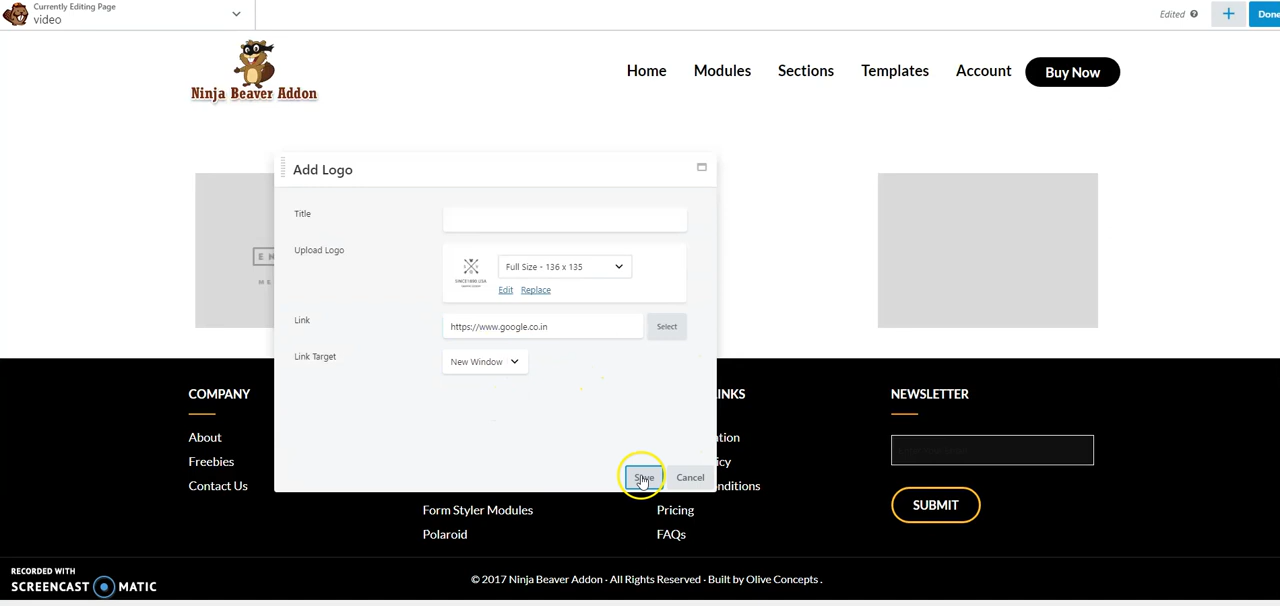 Currently Editing Page
video
Edited
Done
Ninja Beaver Addon
Home
Modules
Sections
Templates
Account
Buy Now
Add Logo
Title
Upload Logo
SINCE1890.USA
Full Size - 136 x 135
Edit
Replace
Link
https://www.google.co.in
Select
Link Target
New Window
Save
Cancel
COMPANY
About
Freebies
Contact Us
Form Styler Modules
Polaroid
INKS
Pricing
FAQs
NEWSLETTER
SUBMIT
RECORDED WITH
SCREENCAST MATIC
© 2017 Ninja Beaver Addon · All Rights Reserved · Built by Olive Concepts .